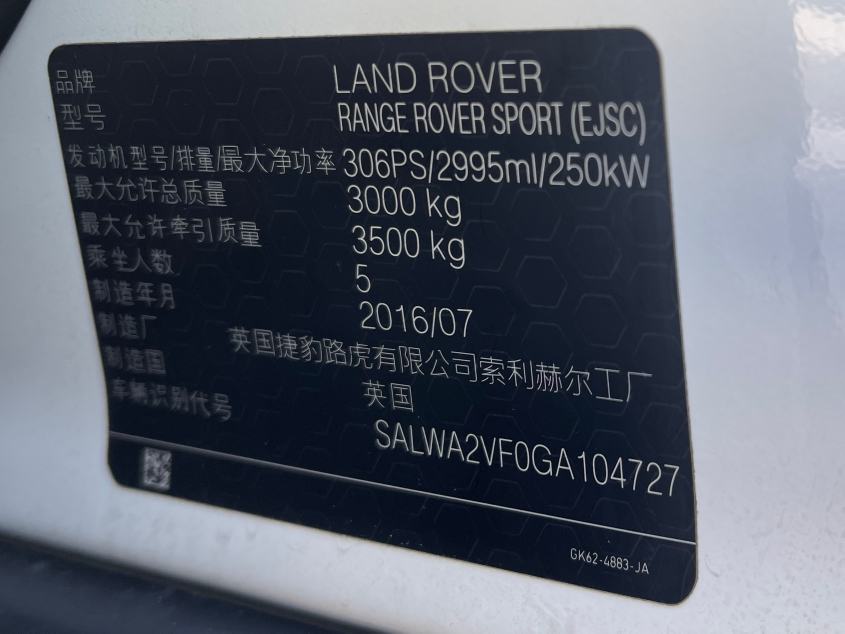 品牌 LAND ROVER
型号 RANGE ROVER SPORT (EJSC)
发动机型号/排量/最大净功率 306PS/2995ml/250kW
最大允许总质量 3000 kg
最大允许牵引质量 3500 kg
乘坐人数 5
制造年月 2016/07
制造厂 英国捷豹路虎有限公司索利赫尔工厂
制造国 英国
车辆识别代号 SALWA2VF0GA104727
GK62-4883-JA